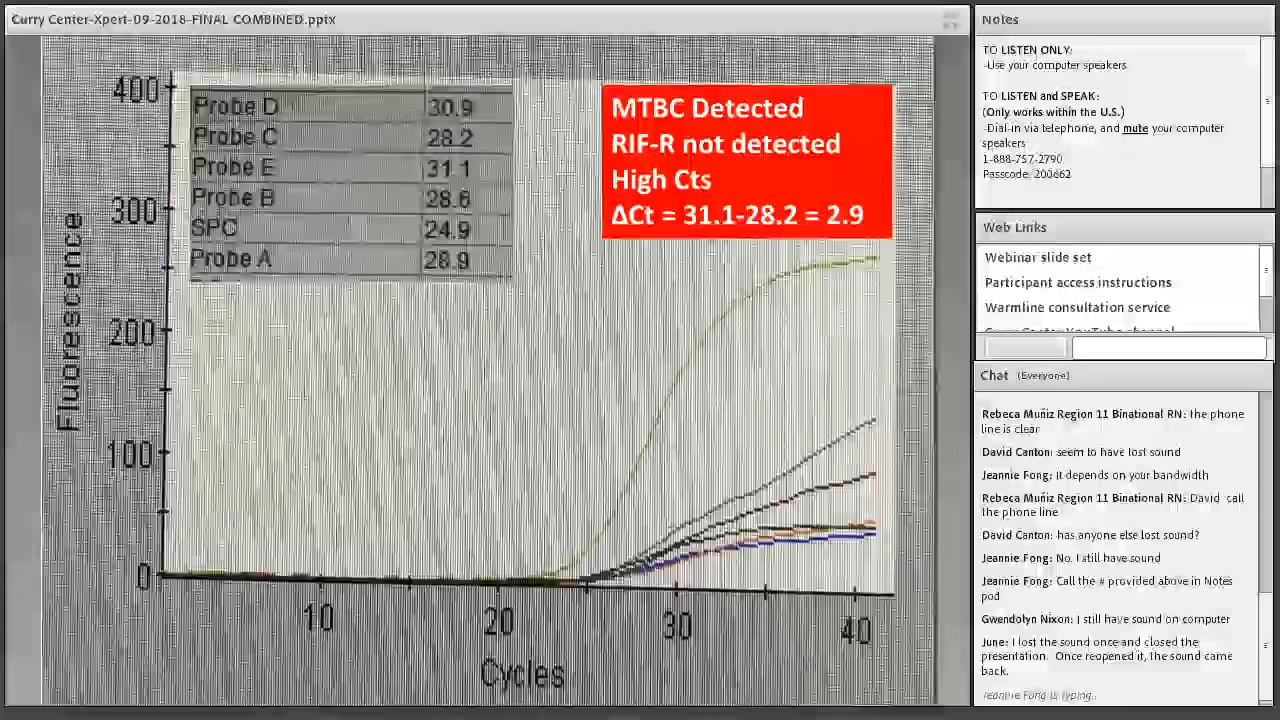 Curry Center-Xpert-09-2018-FINAL COMBINED.pptx
400
300
200
100
0
Fluorescence
10
20
30
40
Cycles
Probe D 30.9
Probe C 28.2
Probe E 31.1
Probe B 28.6
SPC 24.9
Probe A 28.9
MTBC Detected
RIF-R not detected
High Cts
ΔCt = 31.1-28.2 = 2.9
Notes
TO LISTEN ONLY:
-Use your computer speakers
TO LISTEN and SPEAK:
(Only works within the U.S.)
-Dial-in via telephone, and mute your computer
speakers
1-888-757-2790
Passcode: 200662
Web Links
Webinar slide set
Participant access instructions
Warmline consultation service
Curry Center YouTube channel
Chat (Everyone)
Rebeca Muñiz Region 11 Binational RN: the phone
line is clear
David Canton: seem to have lost sound
Jeannie Fong: It depends on your bandwidth
Rebeca Muñiz Region 11 Binational RN: David call
the phone line
David Canton: has anyone else lost sound?
Jeannie Fong: No. I still have sound
Jeannie Fong: Call the # provided above in Notes
pod
Gwendolyn Nixon: I still have sound on computer
June: I lost the sound once and closed the
presentation. Once reopened it, the sound came
back.
Jeannie Fong is typing..